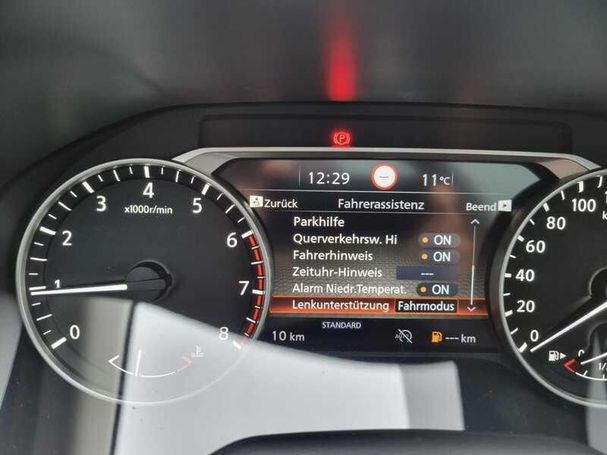 P
12:29 11°C
Zurück Fahrerassistenz Beend
Parkhilfe
Querverkehrsw. Hi ON
Fahrerhinweis ON
Zeituhr-Hinweis ---
Alarm Niedr.Temperat. ON
Lenkunterstützung Fahrmodus
STANDARD
10 km --- km
x1000r/min
0
1
2
3
4
5
6
7
8
0
20
40
60
80
100
0
1/